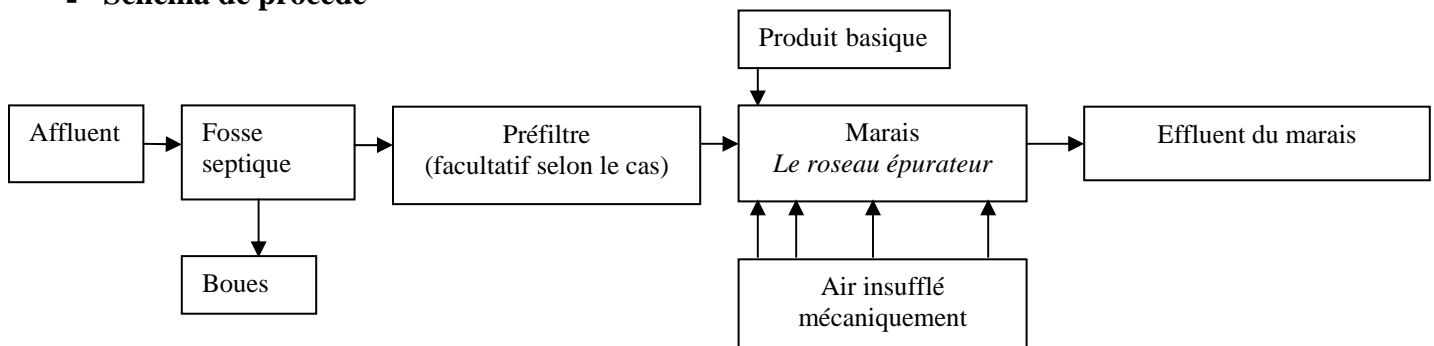 - Schéma de procédé
Produit basique
Affluent
Fosse
septique
Préfiltre
(facultatif selon le cas)
Marais
Le roseau épurateur
Effluent du marais
Boues
Air insufflé
mécaniquement